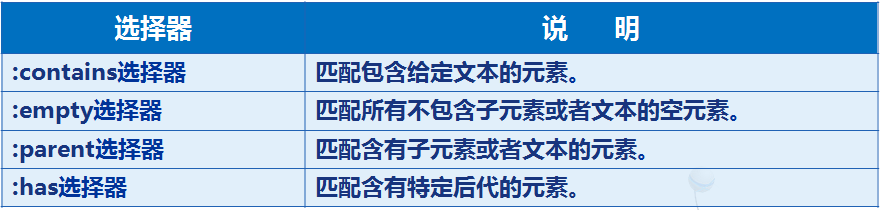 选择器 说 明
:contains选择器 匹配包含给定文本的元素。
:empty选择器 匹配所有不包含子元素或者文本的空元素。
:parent选择器 匹配含有子元素或者文本的元素。
:has选择器 匹配含有特定后代的元素。